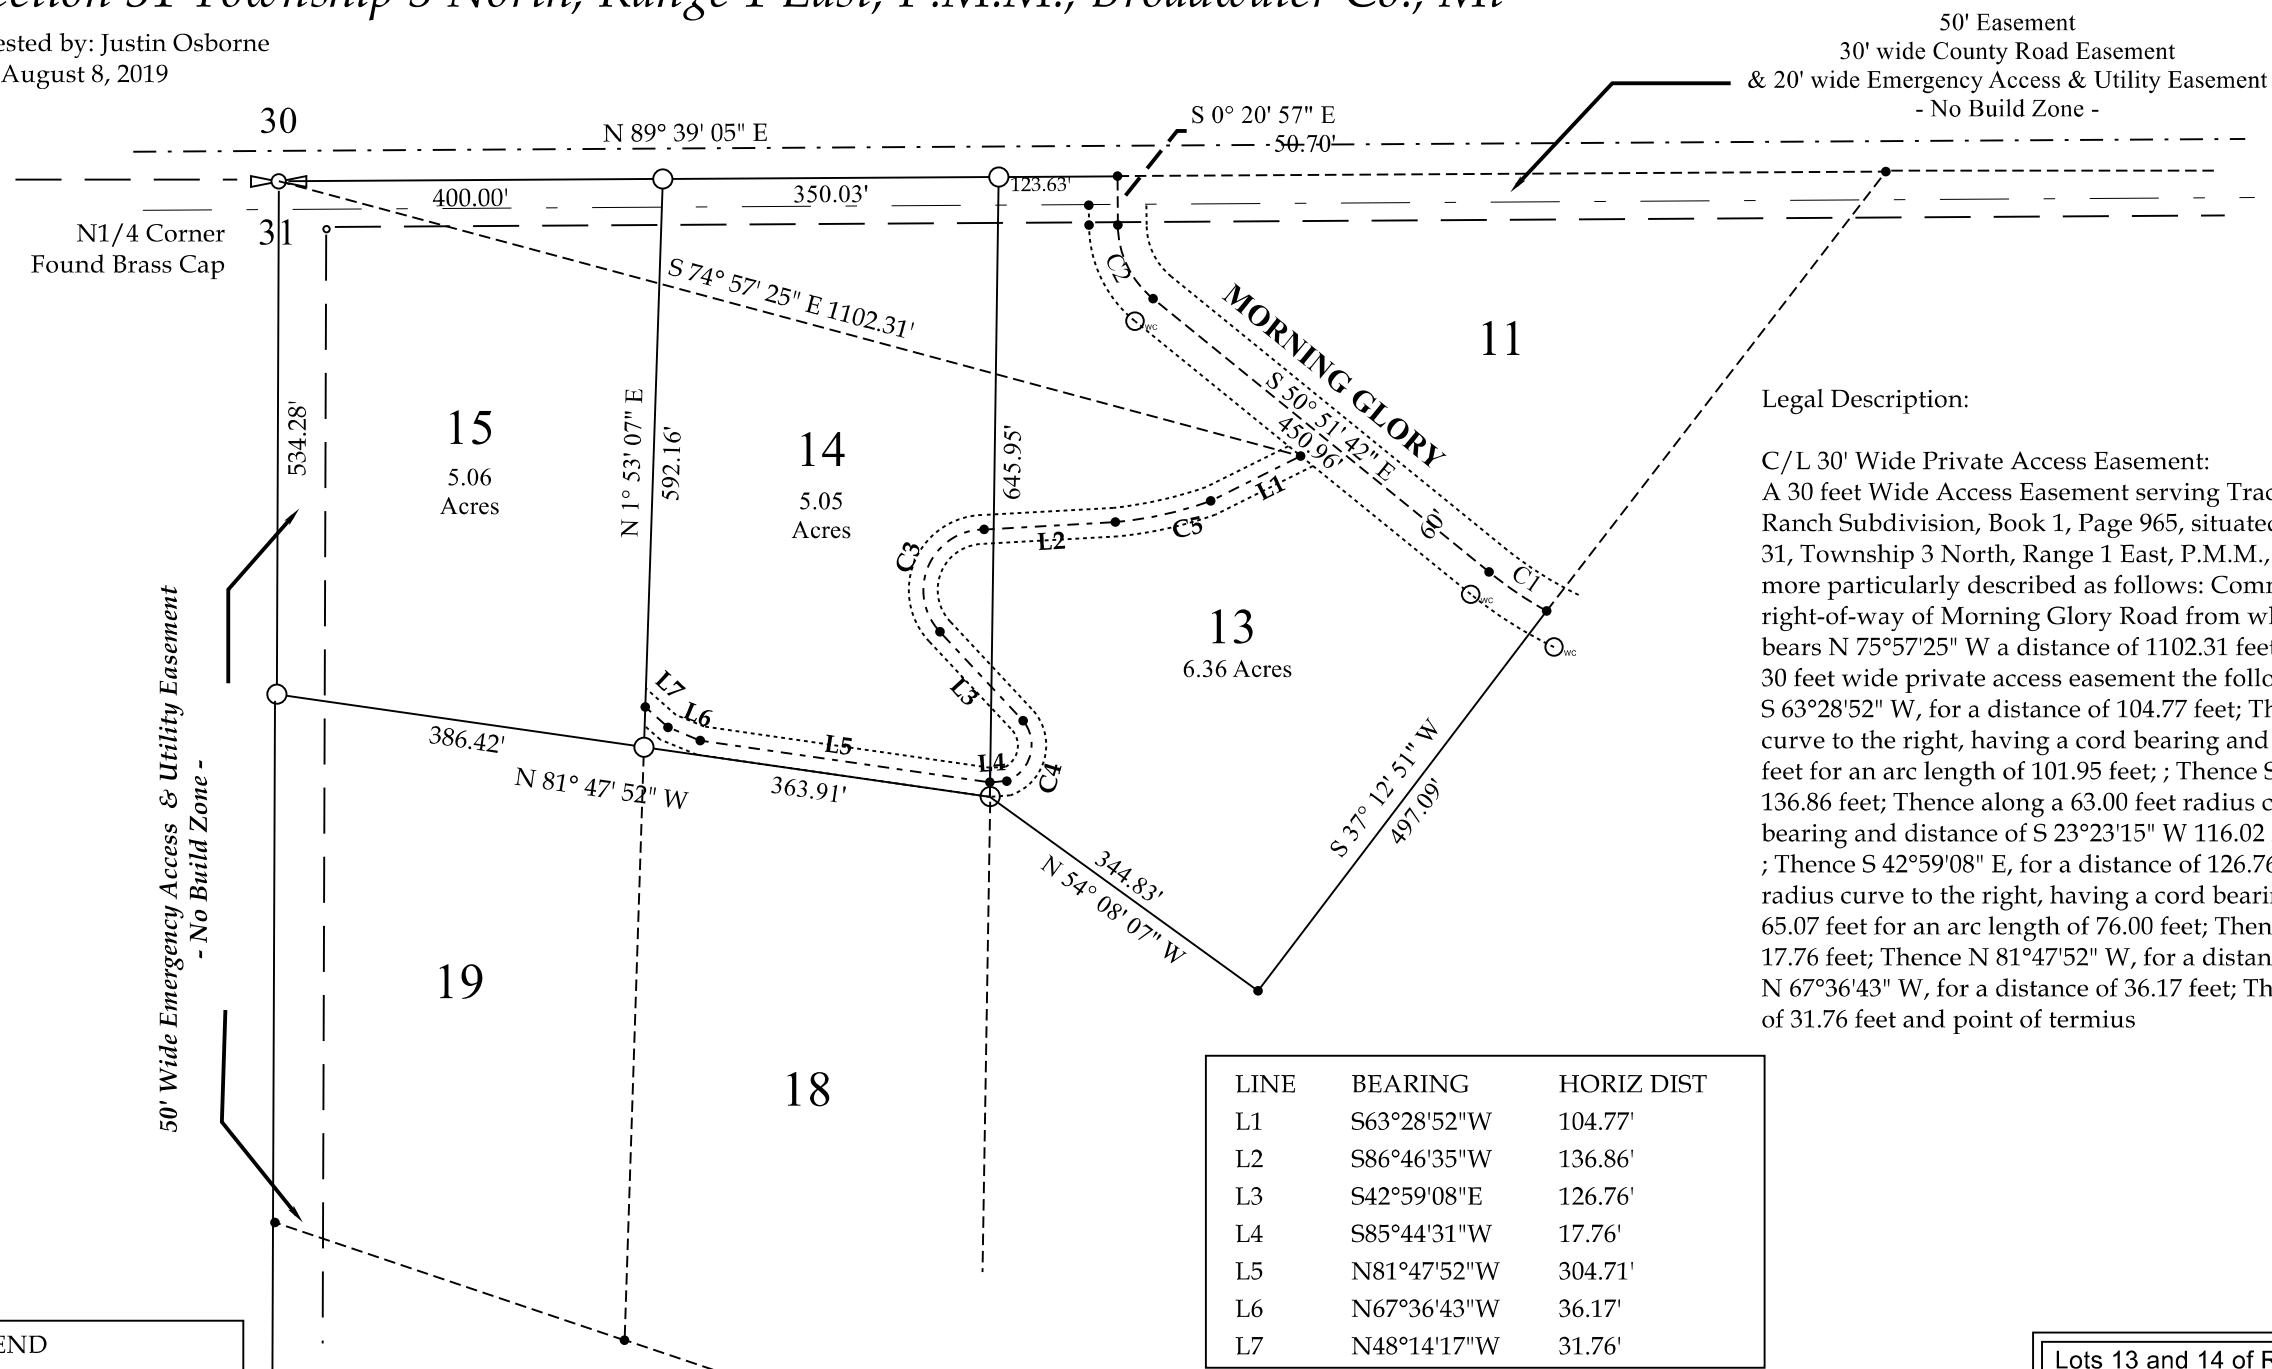 ection 31 Township 3 North, Range 1 East, P.M.M., Broadwater Co., Mt
ested by: Justin Osborne
August 8, 2019
50' Easement
30' wide County Road Easement
& 20' wide Emergency Access & Utility Easement
- No Build Zone -
30
N 89° 39' 05" E
S 0° 20' 57" E
50.70'
400.00'
350.03'
123.63'
31
N1/4 Corner
Found Brass Cap
S 74° 57' 25" E 1102.31'
C2
WC
MORNING GLORY
S 50° 51' 42" E
450.96'
60'
C1
WC
WC
11
534.28'
15
5.06
Acres
N 1° 53' 07" E
592.16'
14
5.05
Acres
645.95'
L1
C5
L2
C3
L3
13
6.36 Acres
L7
L6
L5
L4
C4
386.42'
N 81° 47' 52" W
363.91'
S 37° 12' 51" W
497.09'
344.83'
N 54° 08' 07" W
50' Wide Emergency Access & Utility Easement
- No Build Zone -
19
18
Legal Description:
C/L 30' Wide Private Access Easement:
A 30 feet Wide Access Easement serving Trac
Ranch Subdivision, Book 1, Page 965, situated
31, Township 3 North, Range 1 East, P.M.M.,
more particularly described as follows: Comm
right-of-way of Morning Glory Road from wh
bears N 75°57'25" W a distance of 1102.31 feet
30 feet wide private access easement the follo
S 63°28'52" W, for a distance of 104.77 feet; Th
curve to the right, having a cord bearing and
feet for an arc length of 101.95 feet; ; Thence S
136.86 feet; Thence along a 63.00 feet radius c
bearing and distance of S 23°23'15" W 116.02
; Thence S 42°59'08" E, for a distance of 126.76
radius curve to the right, having a cord bearin
65.07 feet for an arc length of 76.00 feet; Then
17.76 feet; Thence N 81°47'52" W, for a distan
N 67°36'43" W, for a distance of 36.17 feet; Th
of 31.76 feet and point of termius
LINE BEARING HORIZ DIST
L1 S63°28'52"W 104.77'
L2 S86°46'35"W 136.86'
L3 S42°59'08"E 126.76'
L4 S85°44'31"W 17.76'
L5 N81°47'52"W 304.71'
L6 N67°36'43"W 36.17'
L7 N48°14'17"W 31.76'
END
Lots 13 and 14 of R